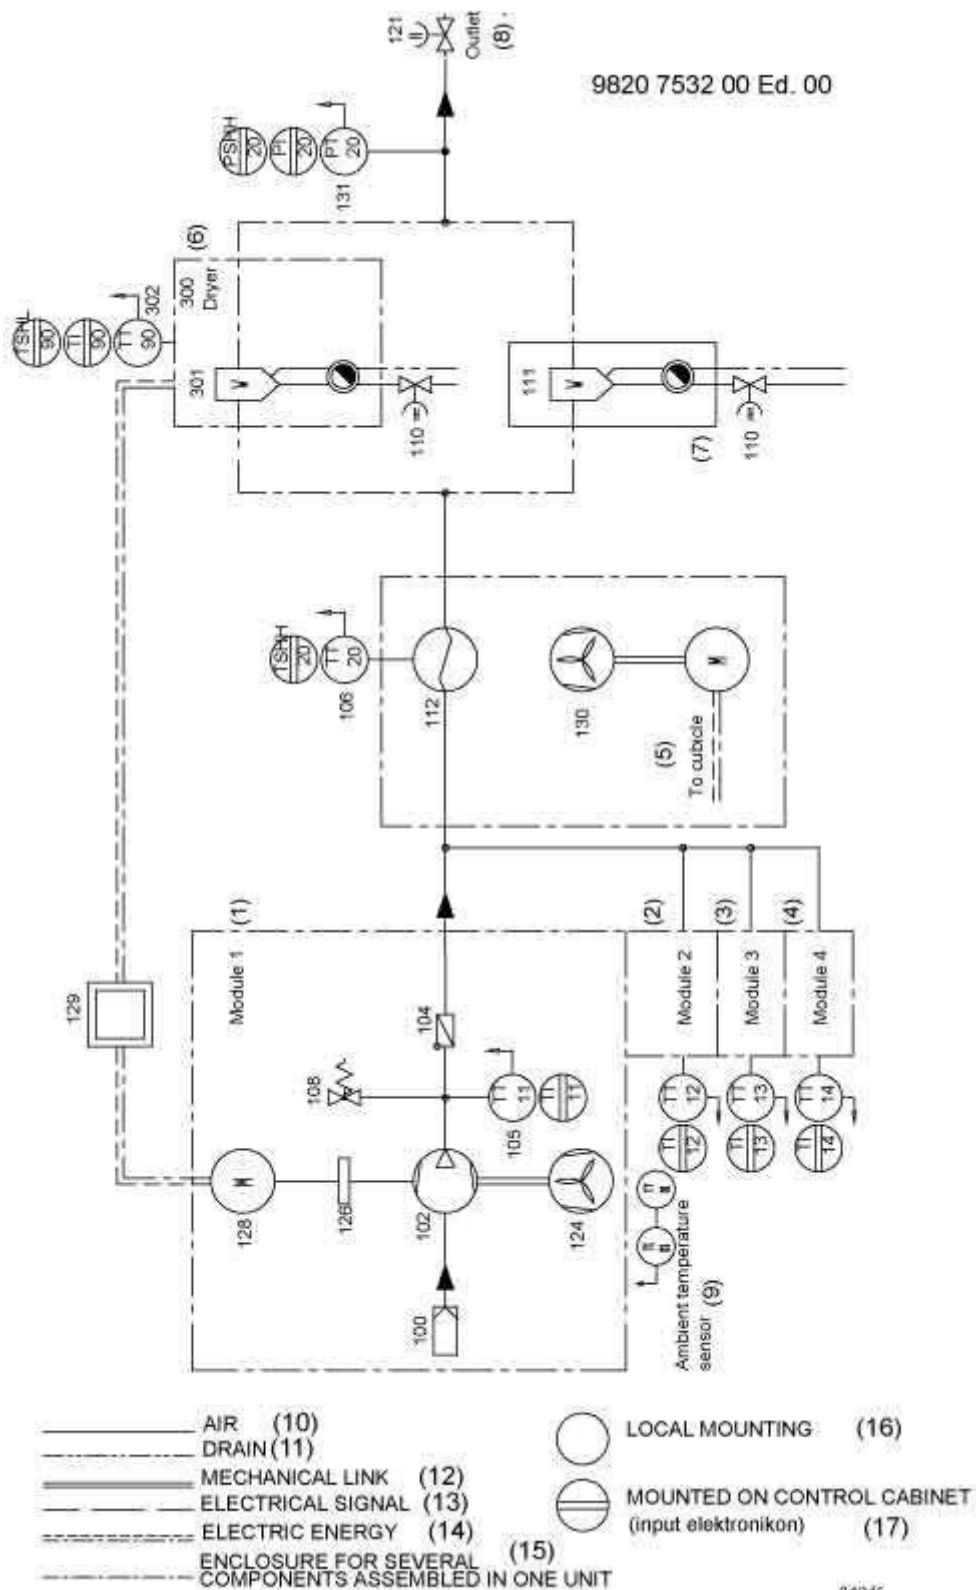 121
Outlet
(8)
9820 7532 00 Ed. 00
PSHH
20
PI
20
PT
20
131
(6)
300
Dryer
302
TSHL
90
TI
90
TT
90
301
110
111
110
(7)
TSHH
20
TT
20
106
112
130
M
(5)
To cubicle
(1)
Module 1
(2)
Module 2
(3)
Module 3
(4)
Module 4
129
104
108
TT
11
TI
11
105
TT
12
TI
12
TT
13
TI
13
TT
14
TI
14
M
128
126
102
124
100
Ambient temperature
sensor (9)
AIR (10)
DRAIN (11)
MECHANICAL LINK (12)
ELECTRICAL SIGNAL (13)
ELECTRIC ENERGY (14)
ENCLOSURE FOR SEVERAL (15)
COMPONENTS ASSEMBLED IN ONE UNIT
LOCAL MOUNTING (16)
MOUNTED ON CONTROL CABINET
(input elektronikon) (17)